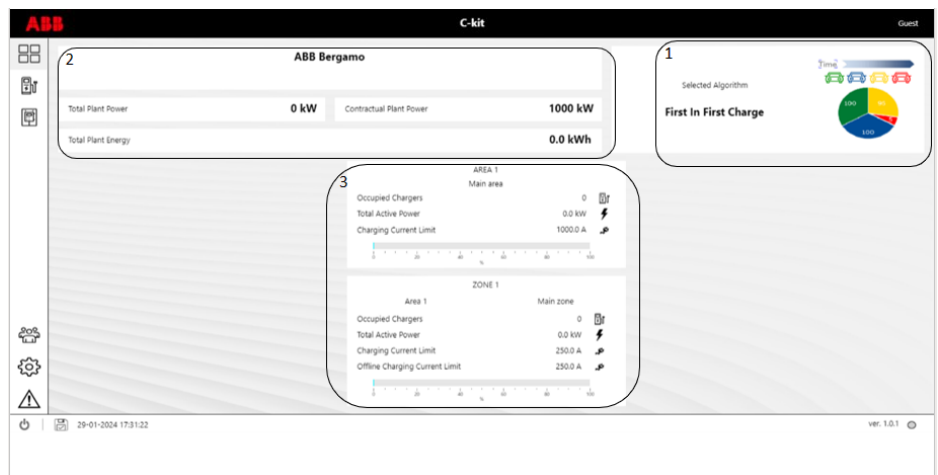 ABB C-kit Guest
2
ABB Bergamo
Total Plant Power 0 kW Contractual Plant Power 1000 kW
Total Plant Energy 0.0 kWh
1
Time
Selected Algorithm
First In First Charge
100
100
3
AREA 1
Main area
Occupied Chargers 0
Total Active Power 0.0 kW
Charging Current Limit 1000.0 A
0 20 40 60 80 100
%
ZONE 1
Area 1 Main zone
Occupied Chargers 0
Total Active Power 0.0 kW
Charging Current Limit 250.0 A
Offline Charging Current Limit 250.0 A
0 20 40 60 80 100
%
29-01-2024 17:31:22 ver. 1.0.1